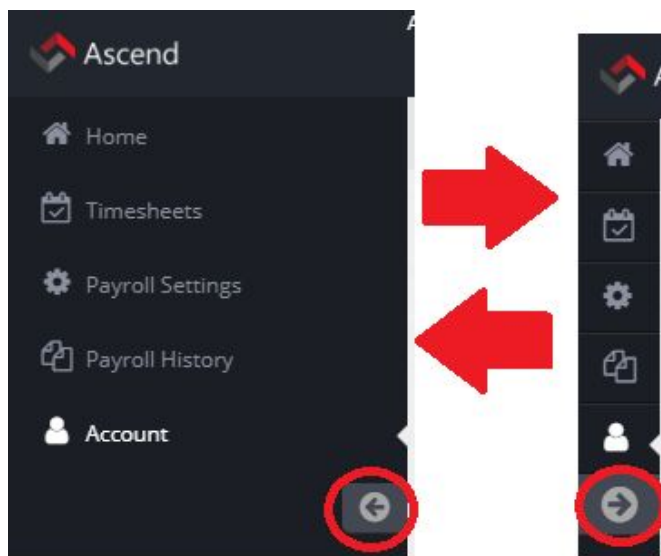 Ascend
Home
Timesheets
Payroll Settings
Payroll History
Account